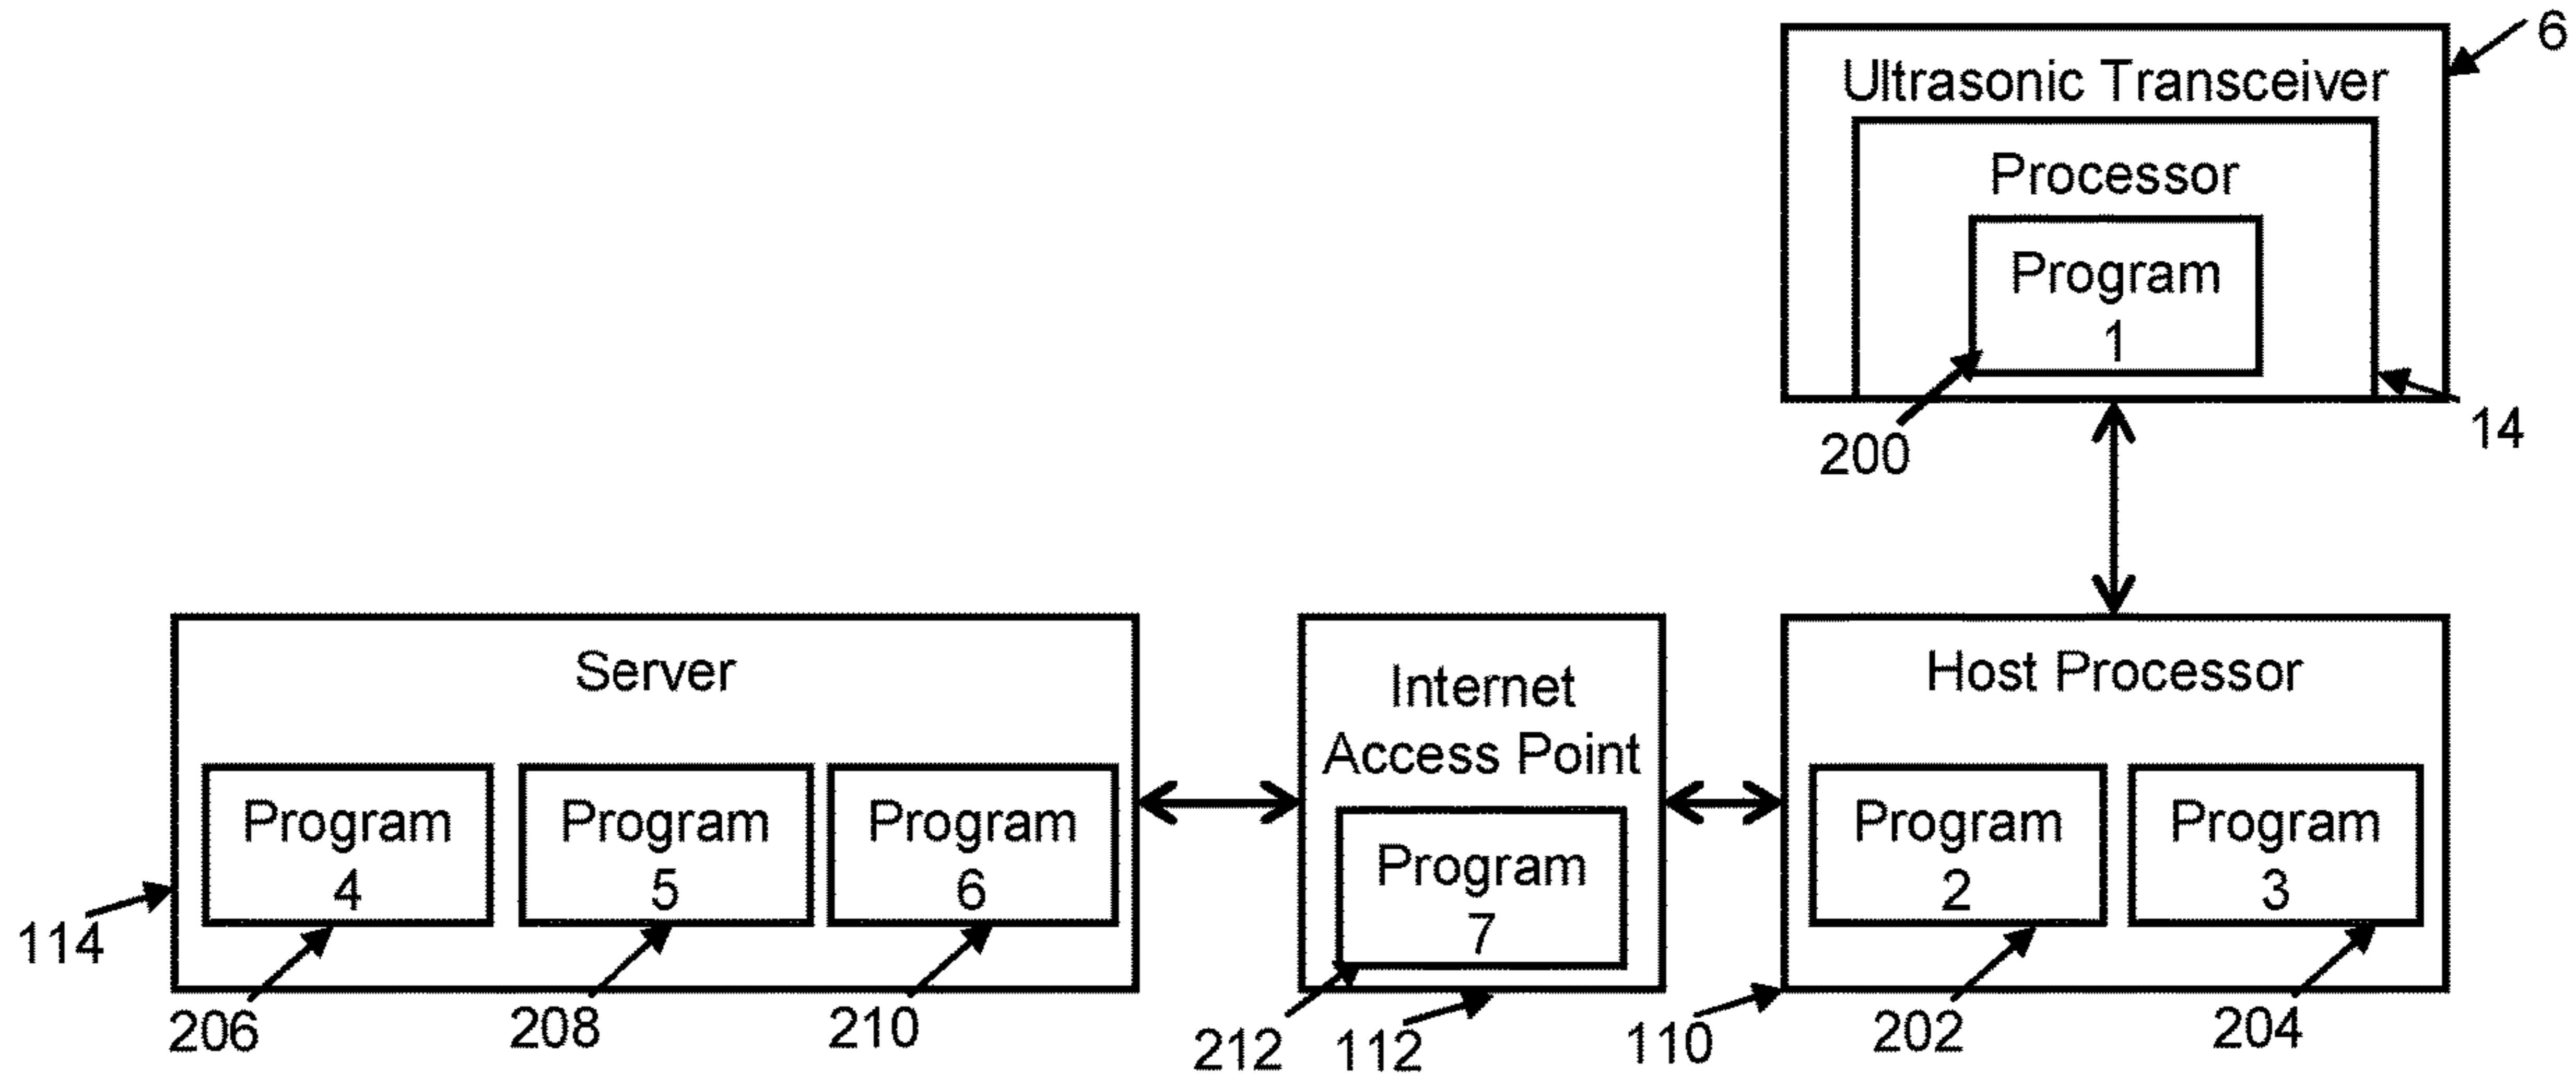 6
Ultrasonic Transceiver
Processor
Program
1
200
14
Server
Internet
Access Point
Host Processor
Program
4
Program
5
Program
6
Program
7
Program
2
Program
3
114
206
208
210
212
112
110
202
204